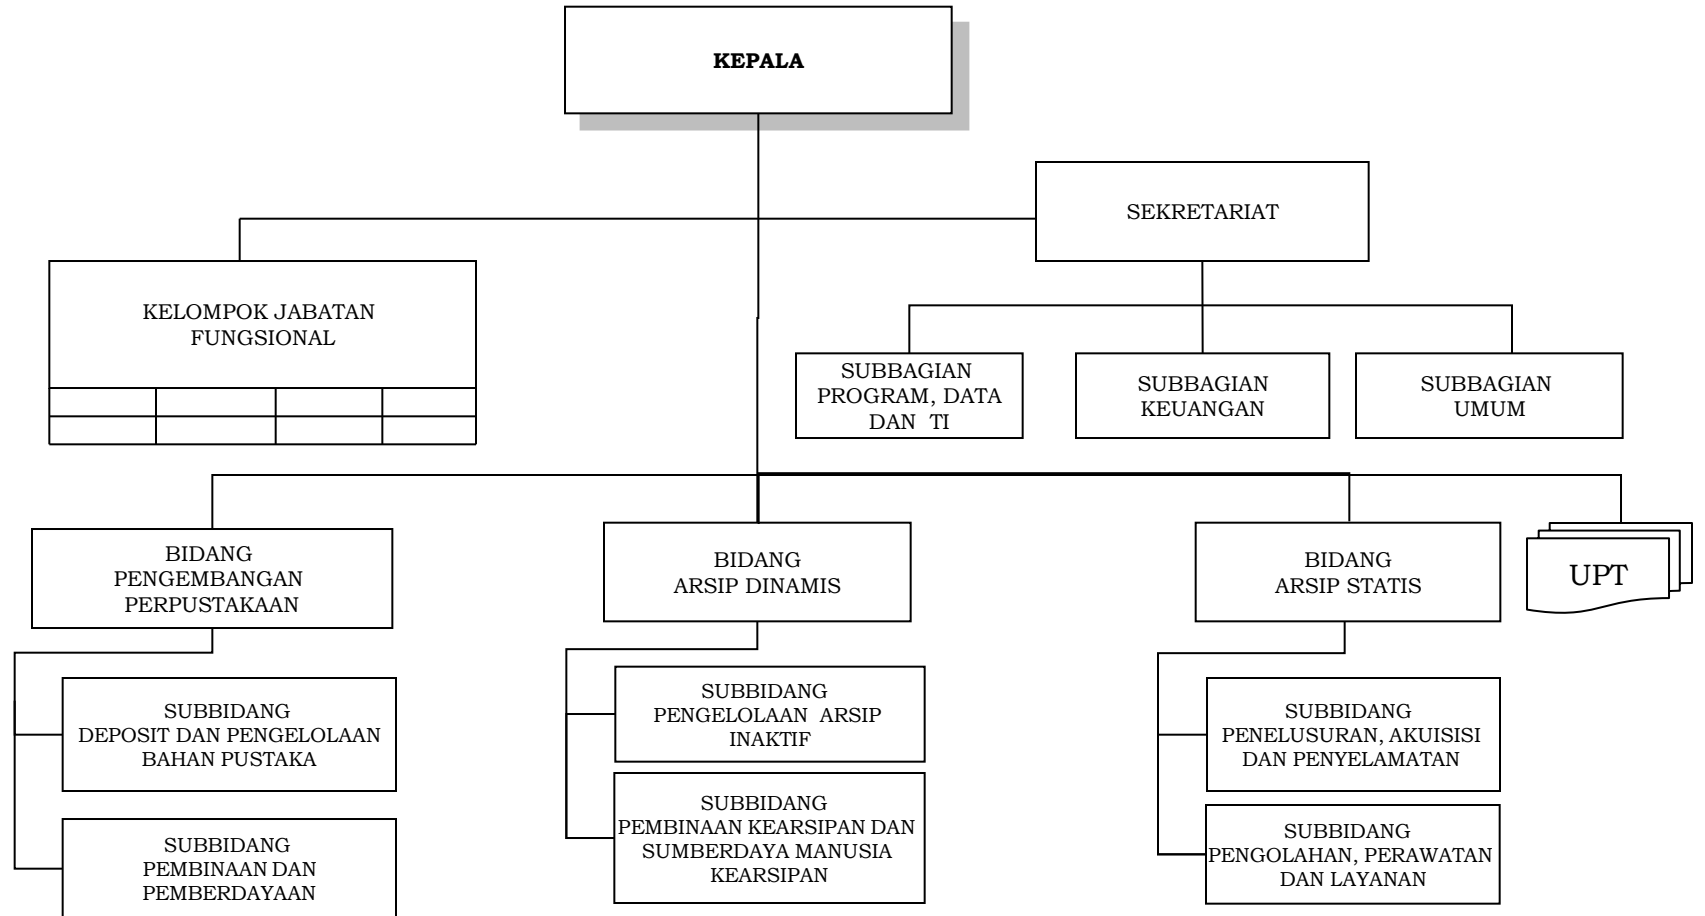 KEPALA
SEKRETARIAT
KELOMPOK JABATAN
FUNGSIONAL
SUBBAGIAN
PROGRAM, DATA
DAN TI
SUBBAGIAN
KEUANGAN
SUBBAGIAN
UMUM
BIDANG
PENGEMBANGAN
PERPUSTAKAAN
BIDANG
ARSIP DINAMIS
BIDANG
ARSIP STATIS
UPT
SUBBIDANG
DEPOSIT DAN PENGELOLAAN
BAHAN PUSTAKA
SUBBIDANG
PEMBINAAN DAN
PEMBERDAYAAN
SUBBIDANG
PENGELOLAAN ARSIP
INAKTIF
SUBBIDANG
PEMBINAAN KEARSIPAN DAN
SUMBERDAYA MANUSIA
KEARSIPAN
SUBBIDANG
PENELUSURAN, AKUISISI
DAN PENYELAMATAN
SUBBIDANG
PENGOLAHAN, PERAWATAN
DAN LAYANAN